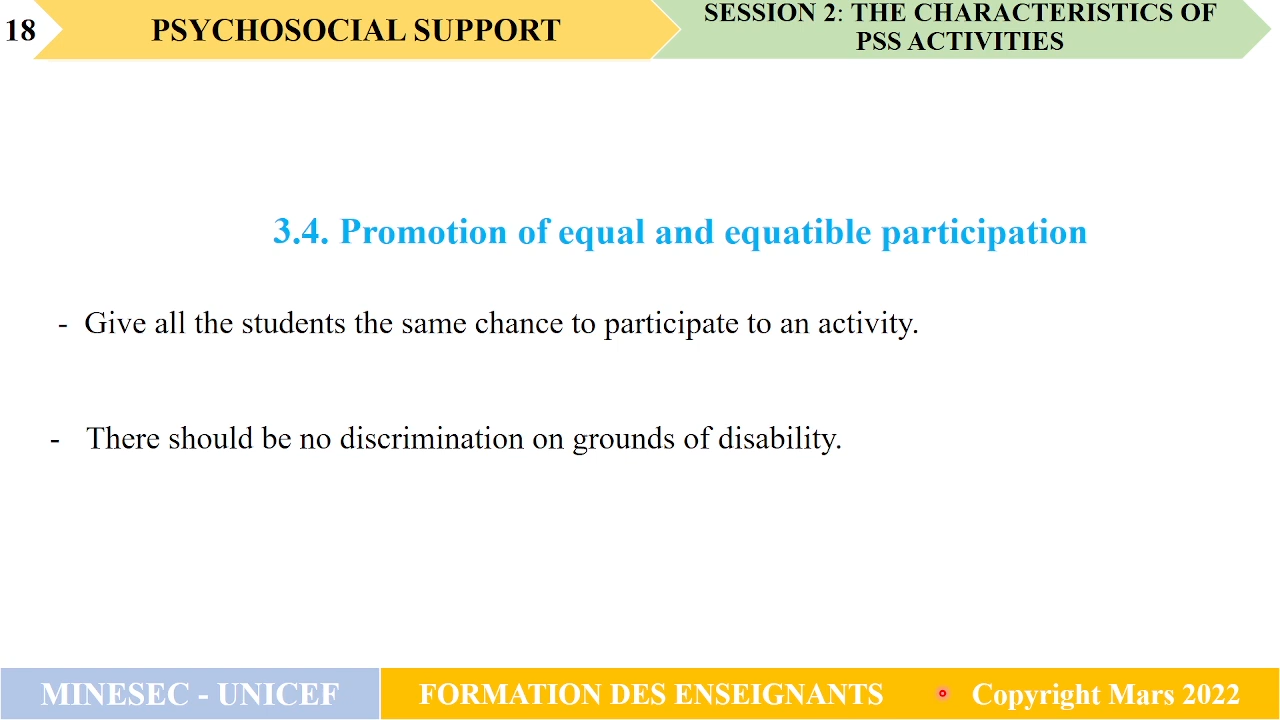 18
PSYCHOSOCIAL SUPPORT
SESSION 2: THE CHARACTERISTICS OF
PSS ACTIVITIES
3.4. Promotion of equal and equatible participation
- Give all the students the same chance to participate to an activity.
- There should be no discrimination on grounds of disability.
MINESEC - UNICEF
FORMATION DES ENSEIGNANTS
Copyright Mars 2022